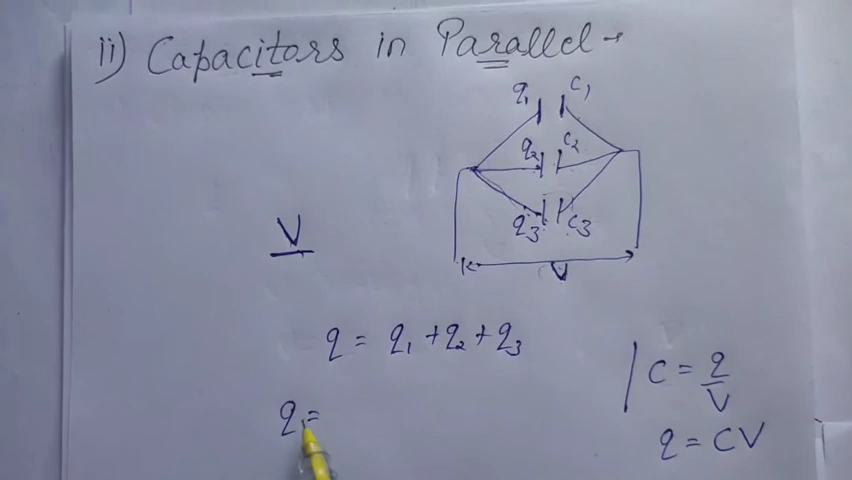 ii) Capacitors in Parallel →
q₁ C₁
q₂ C₂
q₃ C₃
V
V
q = q₁ + q₂ + q₃
C = q/V
q₁ =
q = CV